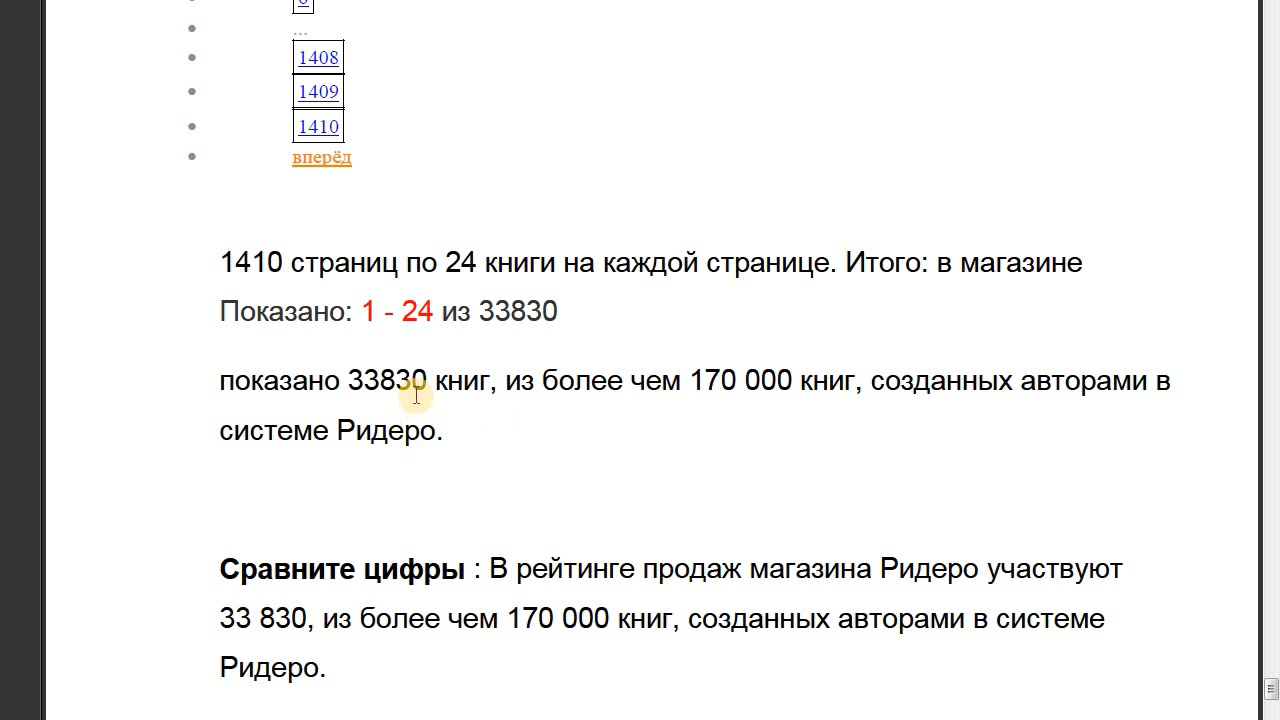 ...
1408
1409
1410
вперёд
1410 страниц по 24 книги на каждой странице. Итого: в магазине
Показано: 1 - 24 из 33830
показано 33830 книг, из более чем 170 000 книг, созданных авторами в
системе Ридеро.
Сравните цифры : В рейтинге продаж магазина Ридеро участвуют
33 830, из более чем 170 000 книг, созданных авторами в системе
Ридеро.